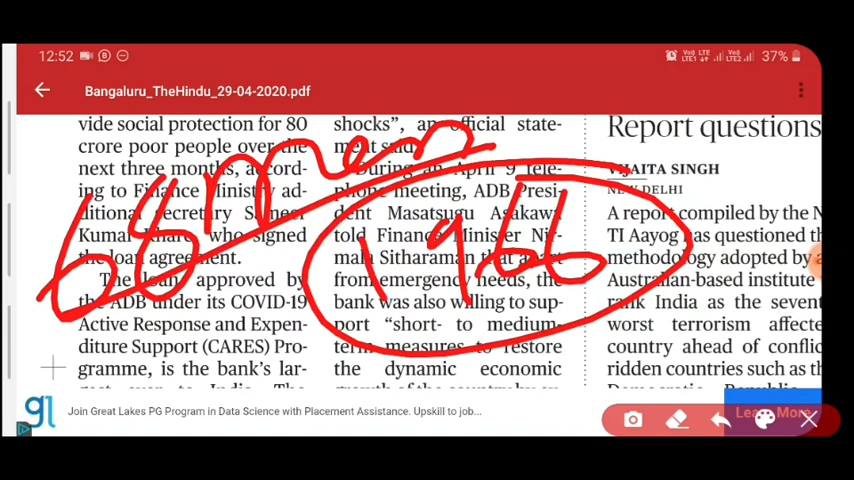 12:52 37%
Bangaluru_TheHindu_29-04-2020.pdf
vide social protection for 80
crore poor people over the
next three months, accord-
ing to Finance Ministry ad-
ditional secretary Sameer
Kumar Khare who signed
the loan agreement.
The loan, approved by
the ADB under its COVID-19
Active Response and Expen-
diture Support (CARES) Pro-
gramme, is the bank's lar-
shocks”, an official state-
ment said.
During an April 9 tele-
phone meeting, ADB Presi-
dent Masatsugu Asakawa
told Finance Minister Nir-
mala Sitharaman that apart
from emergency needs, the
bank was also willing to sup-
port “short- to medium-
term measures to restore
the dynamic economic
Report questions
VIJAITA SINGH
NEW DELHI
A report compiled by the N
TI Aayog has questioned th
methodology adopted by a
Australian-based institute
rank India as the sevent
worst terrorism affecte
country ahead of conflic
ridden countries such as th
Democratic Republic
68 mem
1966
gl
Join Great Lakes PG Program in Data Science with Placement Assistance. Upskill to job...
Learn More